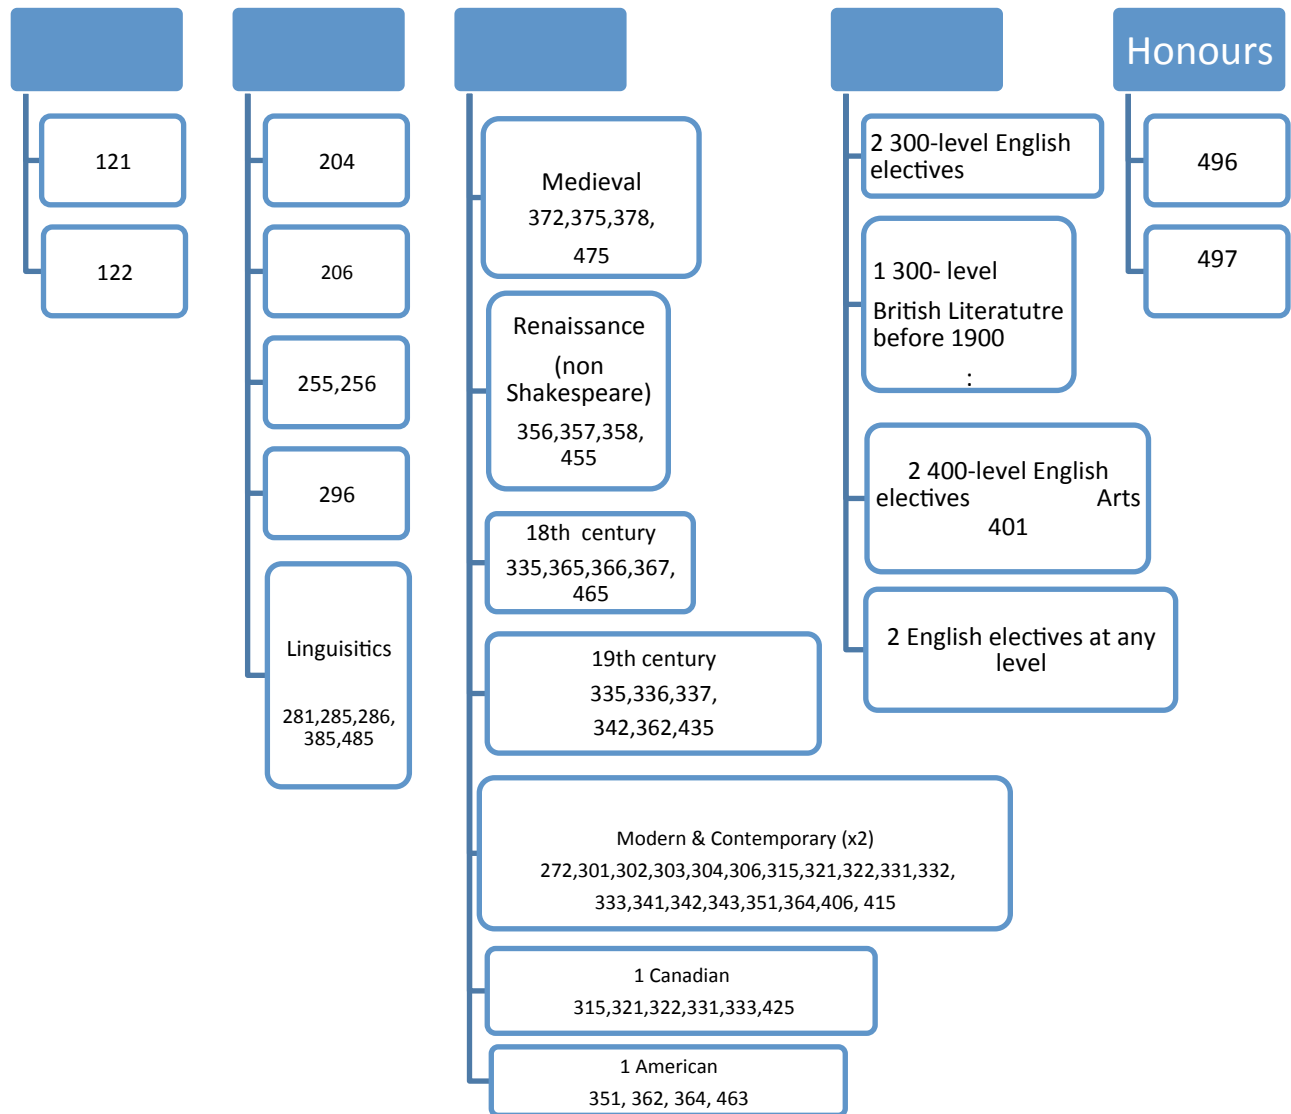 121
122
204
206
255,256
296
Linguisitics
281,285,286,
385,485
Medieval
372,375,378,
475
Renaissance
(non
Shakespeare)
356,357,358,
455
18th century
335,365,366,367,
465
19th century
335,336,337,
342,362,435
Modern & Contemporary (x2)
272,301,302,303,304,306,315,321,322,331,332,
333,341,342,343,351,364,406, 415
1 Canadian
315,321,322,331,333,425
1 American
351, 362, 364, 463
2 300-level English
electives
1 300- level
British Literatutre
before 1900
:
2 400-level English
electives Arts
401
2 English electives at any
level
Honours
496
497